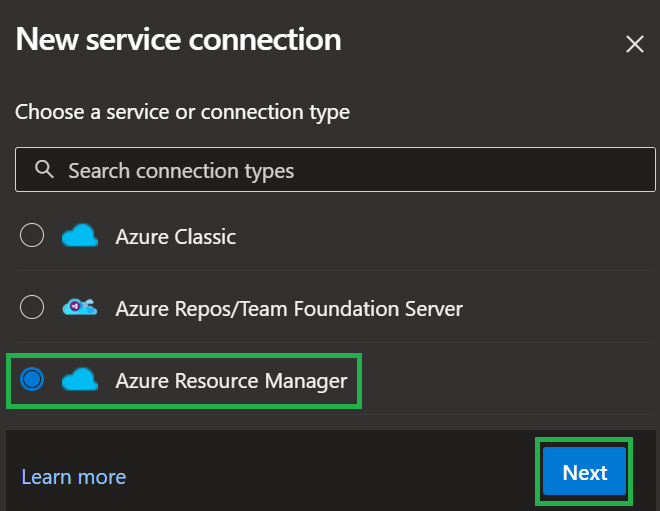 New service connection
Choose a service or connection type
Search connection types
Azure Classic
Azure Repos/Team Foundation Server
Azure Resource Manager
Learn more
Next